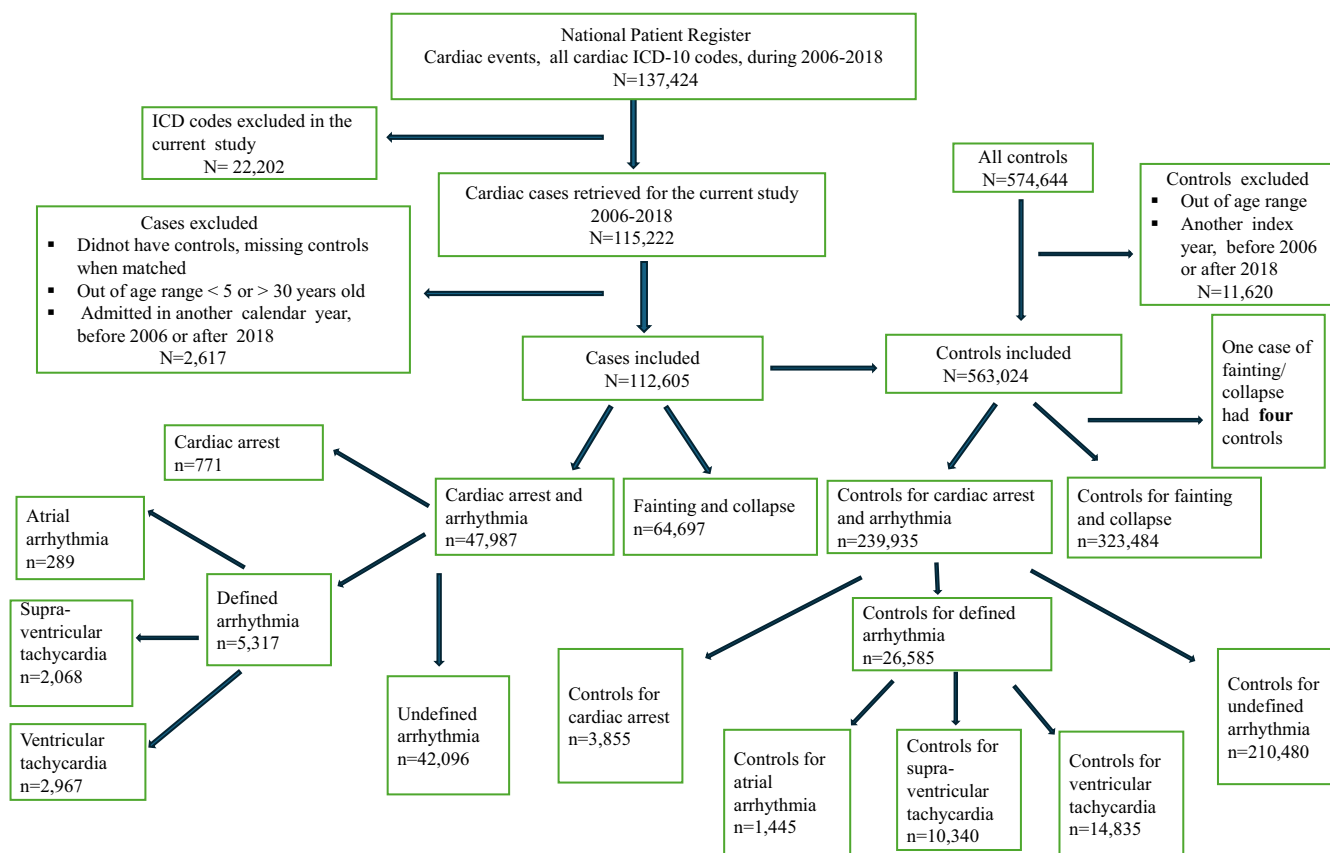 National Patient Register
Cardiac events, all cardiac ICD-10 codes, during 2006-2018
N=137,424
ICD codes excluded in the
current study
N= 22,202
All controls
N=574,644
Cardiac cases retrieved for the current study
2006-2018
N=115,222
Controls excluded
▪ Out of age range
▪ Another index
year, before 2006
or after 2018
N=11,620
Cases excluded
▪ Didnot have controls, missing controls
when matched
▪ Out of age range < 5 or > 30 years old
▪ Admitted in another calendar year,
before 2006 or after 2018
N=2,617
Cases included
N=112,605
Controls included
N=563,024
One case of
fainting/
collapse
had four
controls
Cardiac arrest
n=771
Cardiac arrest and
arrhythmia
n=47,987
Fainting and collapse
n=64,697
Controls for cardiac arrest
and arrhythmia
n=239,935
Controls for fainting
and collapse
n=323,484
Atrial
arrhythmia
n=289
Defined
arrhythmia
n=5,317
Supra-
ventricular
tachycardia
n=2,068
Ventricular
tachycardia
n=2,967
Undefined
arrhythmia
n=42,096
Controls for defined
arrhythmia
n=26,585
Controls for
cardiac arrest
n=3,855
Controls for
undefined
arrhythmia
n=210,480
Controls for
atrial
arrhythmia
n=1,445
Controls for
supra-
ventricular
tachycardia
n=10,340
Controls for
ventricular
tachycardia
n=14,835